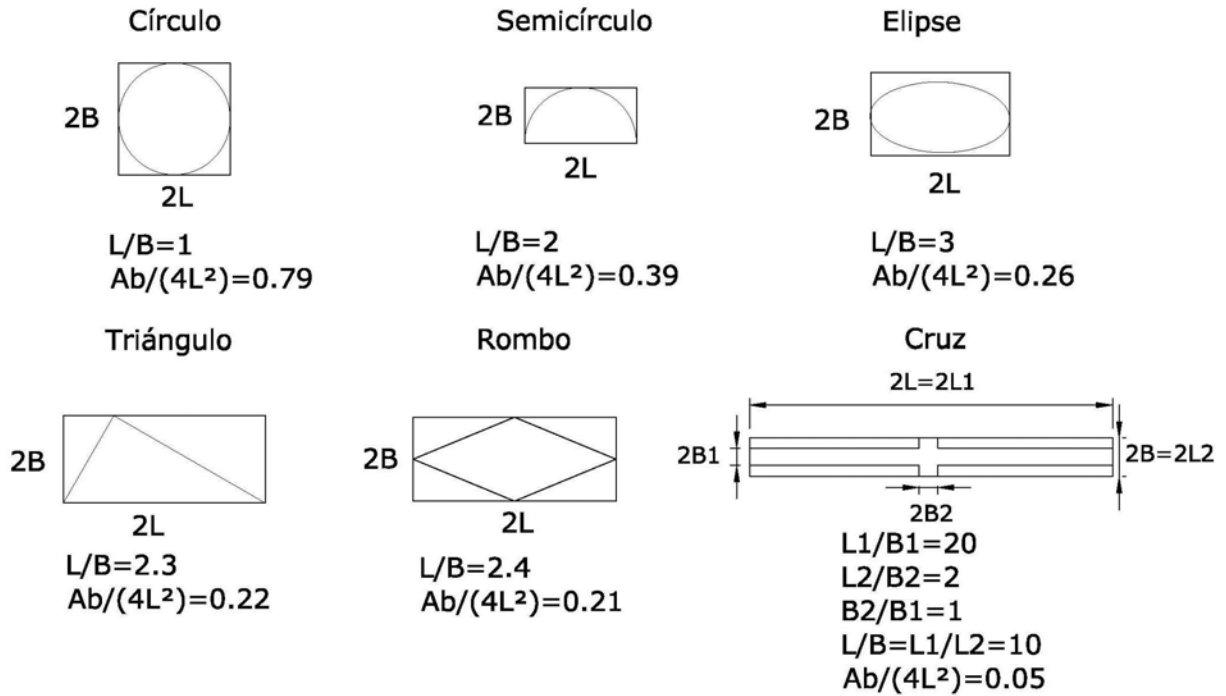 Círculo
2B
2L
L/B=1
Ab/(4L²)=0.79
Semicírculo
2B
2L
L/B=2
Ab/(4L²)=0.39
Elipse
2B
2L
L/B=3
Ab/(4L²)=0.26
Triángulo
2B
2L
L/B=2.3
Ab/(4L²)=0.22
Rombo
2B
2L
L/B=2.4
Ab/(4L²)=0.21
Cruz
2L=2L1
2B1
2B=2L2
2B2
L1/B1=20
L2/B2=2
B2/B1=1
L/B=L1/L2=10
Ab/(4L²)=0.05